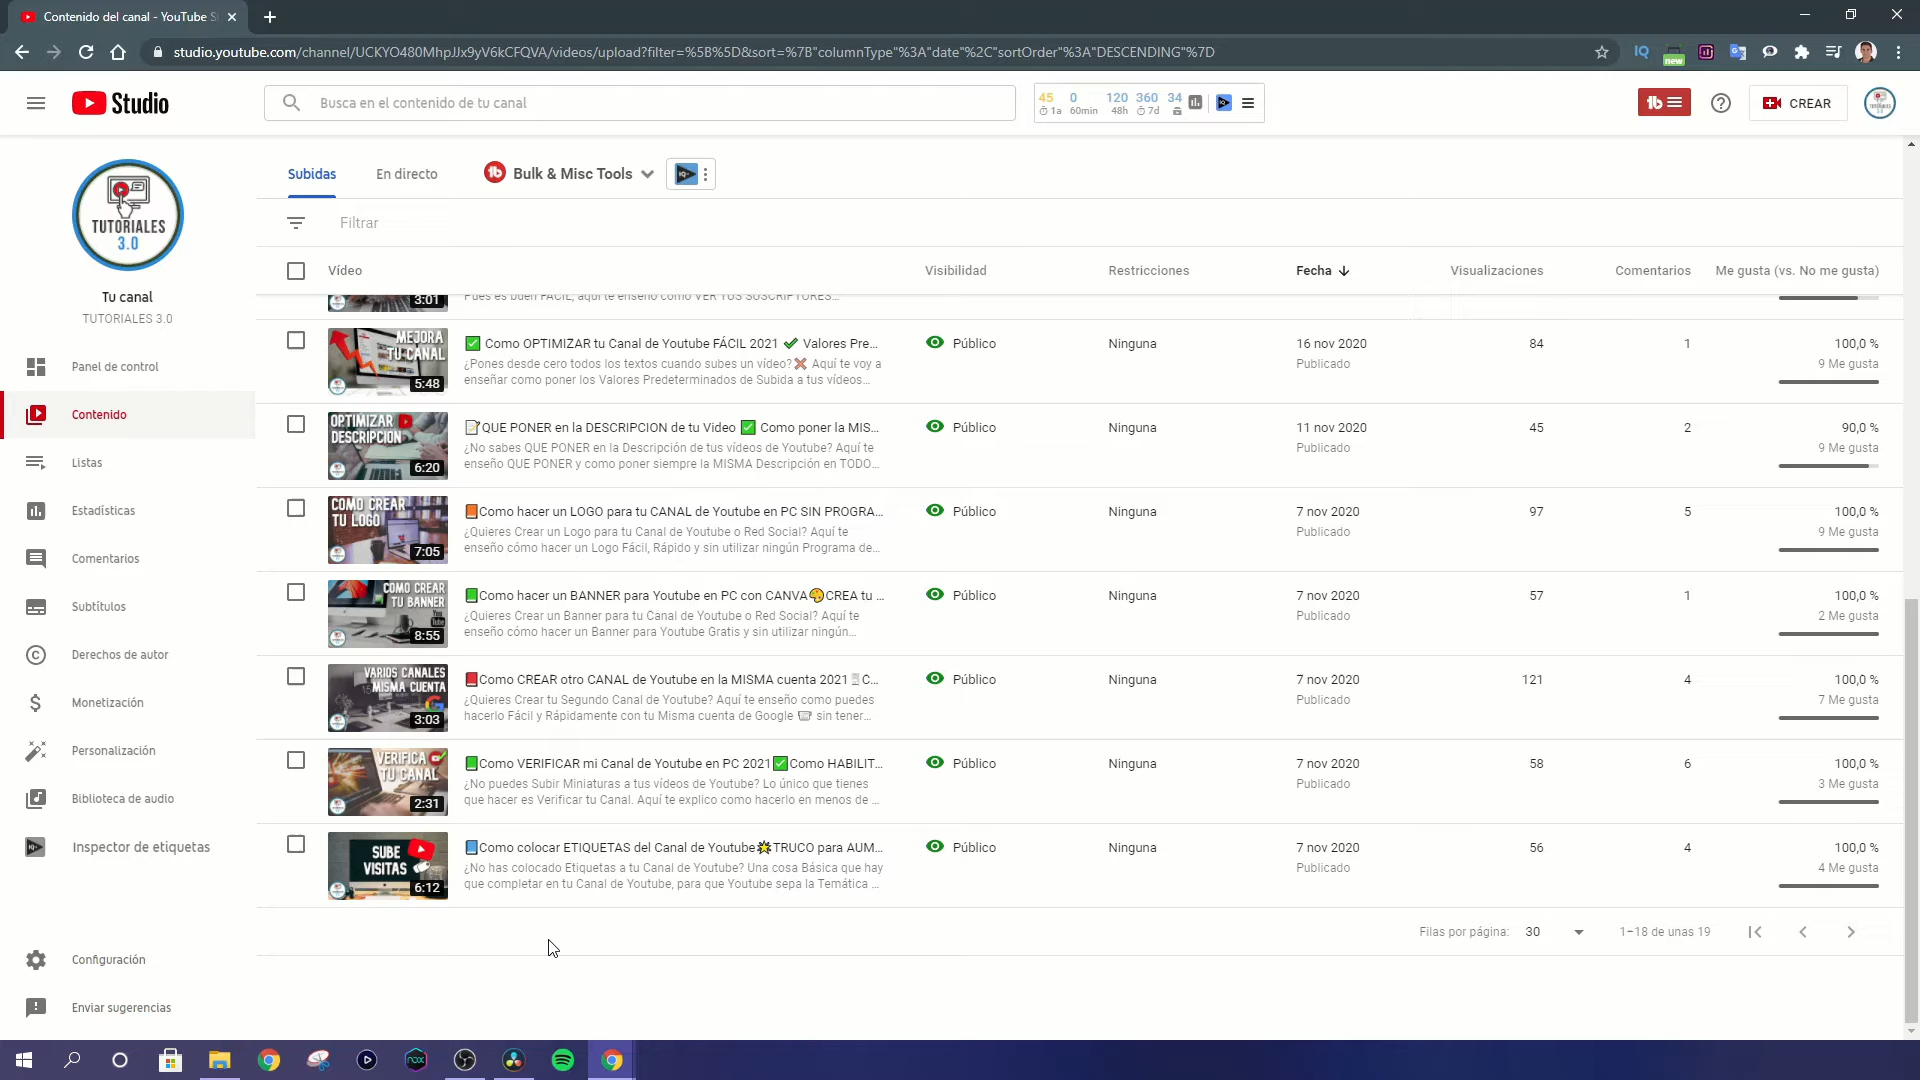 Contenido del canal - YouTube S
studio.youtube.com/channel/UCKYO480MhpJJx9yV6kCFQVA/videos/upload?filter=%5B%5D&sort=%7B"columnType"%3A"date"%2C"sortOrder"%3A"DESCENDING"%7D
IQ
new
Studio
Busca en el contenido de tu canal
45 0 120 360 34
1a 60min 48h 7d
CREAR
TUTORIALES
3.0
Tu canal
TUTORIALES 3.0
Panel de control
Contenido
Listas
Estadísticas
Comentarios
Subtítulos
Derechos de autor
Monetización
Personalización
Biblioteca de audio
Inspector de etiquetas
Configuración
Enviar sugerencias
Subidas En directo Bulk & Misc Tools
Filtrar
Vídeo Visibilidad Restricciones Fecha Visualizaciones Comentarios Me gusta (vs. No me gusta)
3:01
Pues es bien FÁCIL, aquí te enseño como VER TUS SUSCRIPTORES...
MEJORA
TU CANAL
5:48
Como OPTIMIZAR tu Canal de Youtube FÁCIL 2021 ✔ Valores Pre...
¿Pones desde cero todos los textos cuando subes un vídeo?❌ Aquí te voy a
enseñar como poner los Valores Predeterminados de Subida a tus vídeos...
Público Ninguna 16 nov 2020 84 1 100,0 %
Publicado 9 Me gusta
OPTIMIZAR
DESCRIPCION
6:20
QUE PONER en la DESCRIPCION de tu Video ✅ Como poner la MIS...
¿No sabes QUE PONER en la Descripción de tus vídeos de Youtube? Aquí te
enseño QUE PONER y como poner siempre la MISMA Descripción en TODO...
Público Ninguna 11 nov 2020 45 2 90,0 %
Publicado 9 Me gusta
COMO CREAR
TU LOGO
7:05
Como hacer un LOGO para tu CANAL de Youtube en PC SIN PROGRA...
¿Quieres Crear un Logo para tu Canal de Youtube o Red Social? Aquí te
enseño cómo hacer un Logo Fácil, Rápido y sin utilizar ningún Programa de...
Público Ninguna 7 nov 2020 97 5 100,0 %
Publicado 9 Me gusta
COMO CREAR
TU BANNER
You
Tube
8:55
Como hacer un BANNER para Youtube en PC con CANVA🎨CREA tu ...
¿Quieres Crear un Banner para tu Canal de Youtube o Red Social? Aquí te
enseño cómo hacer un Banner para Youtube Gratis y sin utilizar ningún...
Público Ninguna 7 nov 2020 57 1 100,0 %
Publicado 2 Me gusta
VARIOS CANALES
MISMA CUENTA
3:03
Como CREAR otro CANAL de Youtube en la MISMA cuenta 2021 C...
¿Quieres Crear tu Segundo Canal de Youtube? Aquí te enseño como puedes
hacerlo Fácil y Rápidamente con tu Misma cuenta de Google sin tener...
Público Ninguna 7 nov 2020 121 4 100,0 %
Publicado 7 Me gusta
VERIFICA
TU CANAL
2:31
Como VERIFICAR mi Canal de Youtube en PC 2021✅Como HABILIT...
¿No puedes Subir Miniaturas a tus vídeos de Youtube? Lo único que tienes
que hacer es Verificar tu Canal. Aquí te explico como hacerlo en menos de ...
Público Ninguna 7 nov 2020 58 6 100,0 %
Publicado 3 Me gusta
SUBE
VISITAS
6:12
Como colocar ETIQUETAS del Canal de Youtube🌟TRUCO para AUM...
¿No has colocado Etiquetas a tu Canal de Youtube? Una cosa Básica que hay
que completar en tu Canal de Youtube, para que Youtube sepa la Temática ...
Público Ninguna 7 nov 2020 56 4 100,0 %
Publicado 4 Me gusta
Filas por página: 30 1–18 de unas 19